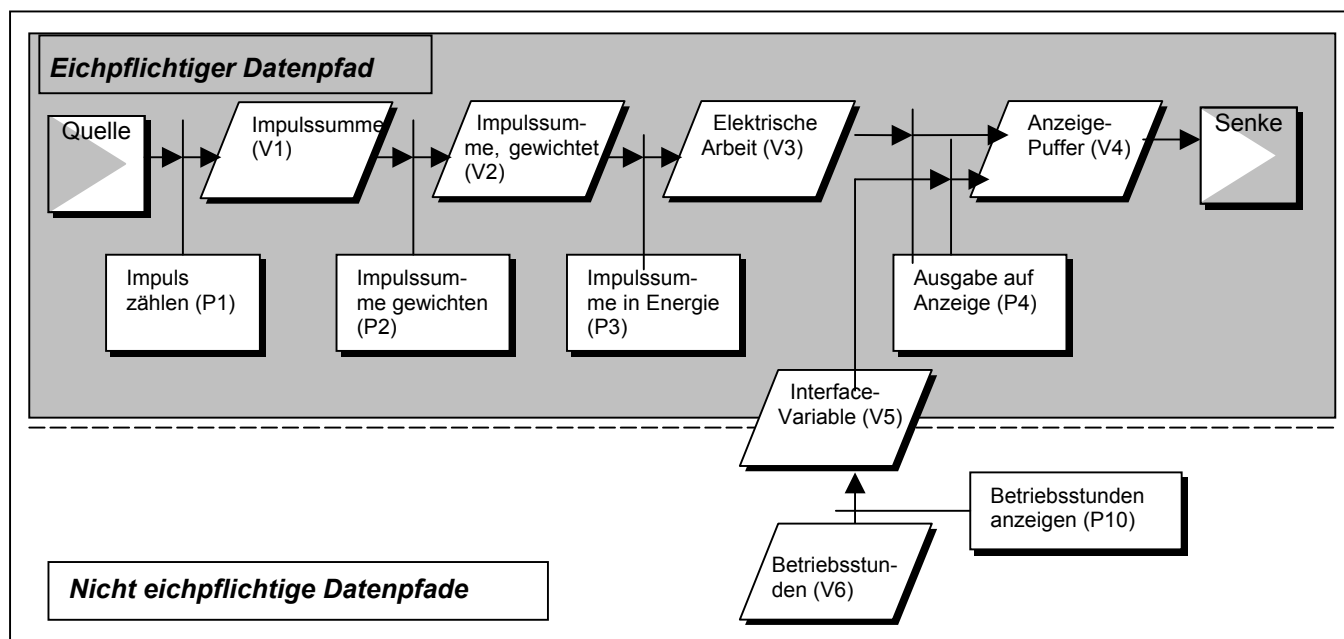 Eichpflichtiger Datenpfad
Quelle
Impulssumme
(V1)
Impulssum-
me, gewichtet
(V2)
Elektrische
Arbeit (V3)
Anzeige-
Puffer (V4)
Senke
Impuls
zählen (P1)
Impulssum-
me gewichten
(P2)
Impulssum-
me in Energie
(P3)
Ausgabe auf
Anzeige (P4)
Interface-
Variable (V5)
Betriebsstunden
anzeigen (P10)
Betriebsstun-
den (V6)
Nicht eichpflichtige Datenpfade